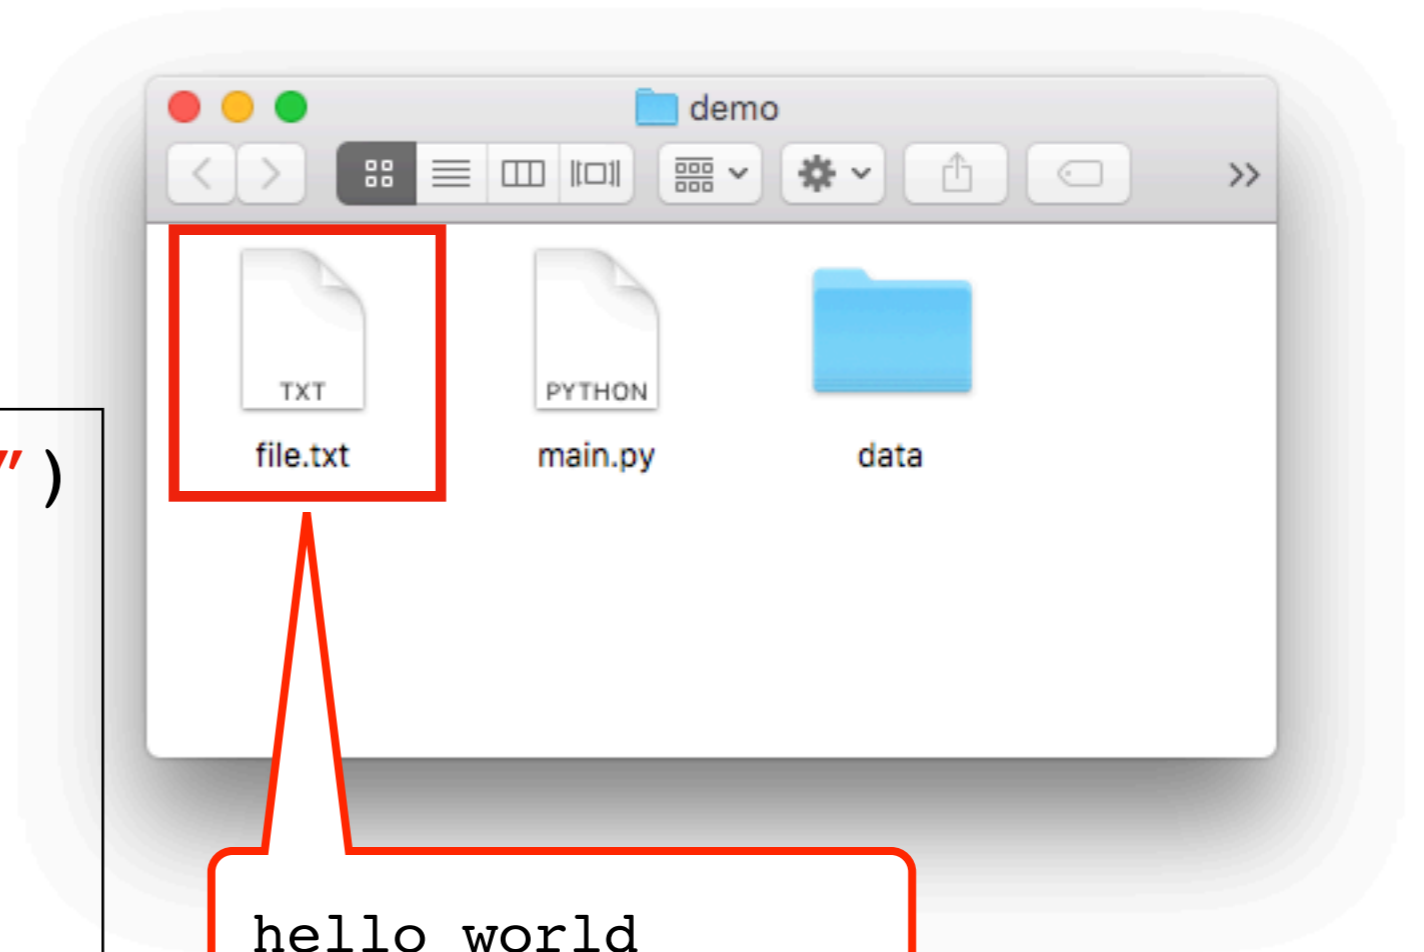 demo
TXT
PYTHON
file.txt
main.py
data
")
hello world